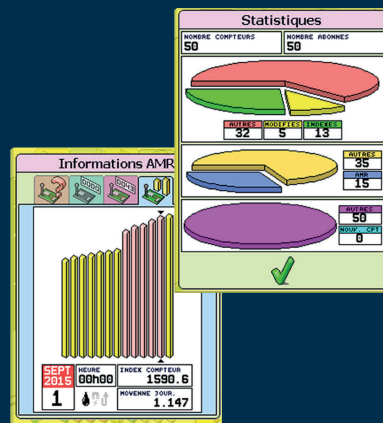 Statistiques
NOMBRE COMPTEURS
50
NOMBRE ABONNES
50
AUTRES
32
MODIFIES
5
INDEXES
13
AUTRES
35
AMR
15
AUTRES
50
NOUV. CPT
0
Informations AMR
SEPT
2015
1
HEURE
00h00
INDEX COMPTEUR
1590.6
MOYENNE JOUR.
1.147